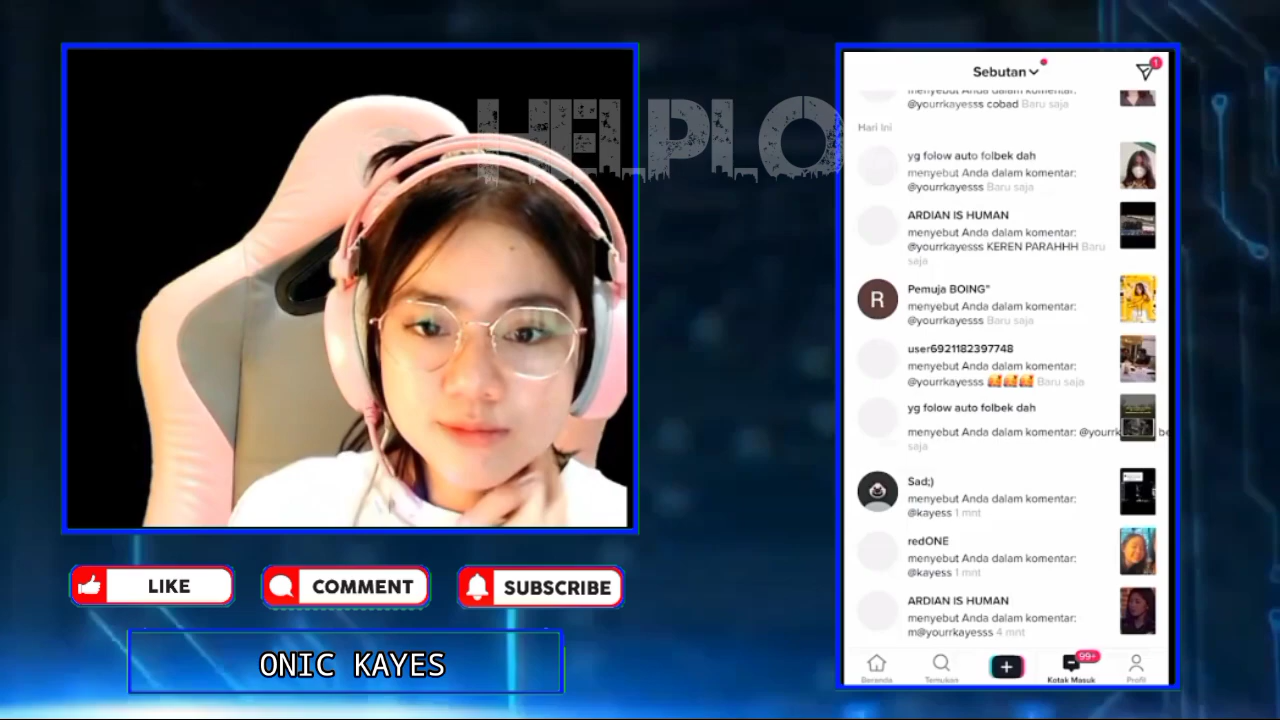 HELPLO
LIKE
COMMENT
SUBSCRIBE
ONIC KAYES
Sebutan
1
menyebut Anda dalam komentar:
@yourrkayesss cobad Baru saja
Hari Ini
yg folow auto folbek dah
menyebut Anda dalam komentar:
@yourrkayesss Baru saja
ARDIAN IS HUMAN
menyebut Anda dalam komentar:
@yourrkayesss KEREN PARAHHH Baru
saja
R
Pemuja BOING"
menyebut Anda dalam komentar:
@yourrkayesss Baru saja
user6921182397748
menyebut Anda dalam komentar:
@yourrkayesss 🥰🥰🥰 Baru saja
yg folow auto folbek dah
menyebut Anda dalam komentar: @yourrk be
saja
Sad;)
menyebut Anda dalam komentar:
@kayess 1 mnt
redONE
menyebut Anda dalam komentar:
@kayess 1 mnt
ARDIAN IS HUMAN
menyebut Anda dalam komentar:
m@yourrkayesss 4 mnt
99+
Beranda
Temukan
Kotak Masuk
Profil